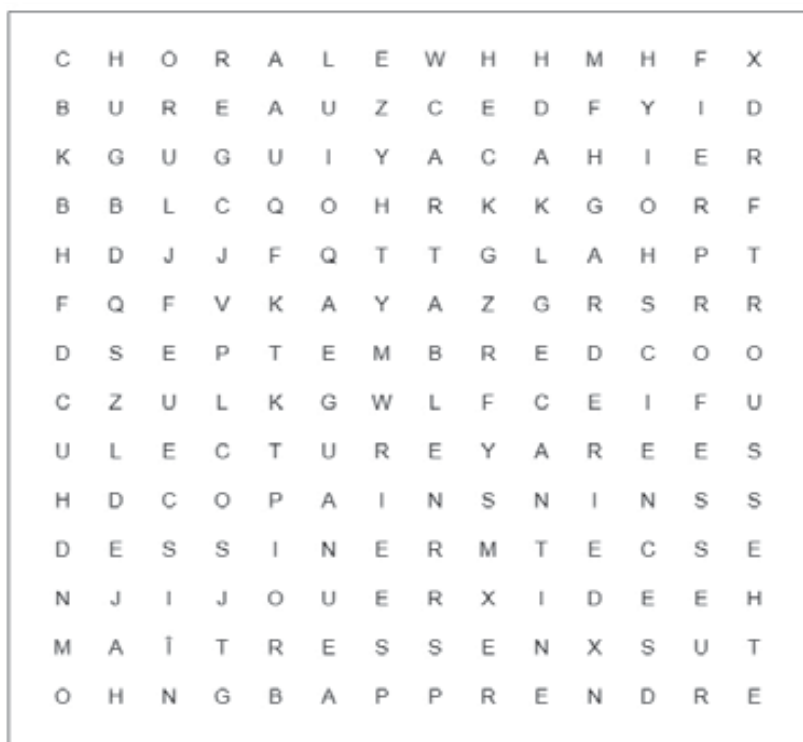 C H O R A L E W H H M H F X
B U R E A U Z C E D F Y I D
K G U G U I Y A C A H I E R
B B L C Q O H R K K G O R F
H D J J F Q T T G L A H P T
F Q F V K A Y A Z G R S R R
D S E P T E M B R E D C O O
C Z U L K G W L F C E I F U
U L E C T U R E Y A R E E S
H D C O P A I N S N I N S S
D E S S I N E R M T E C S E
N J I J O U E R X I D E E H
M A Î T R E S S E N X S U T
O H N G B A P P R E N D R E